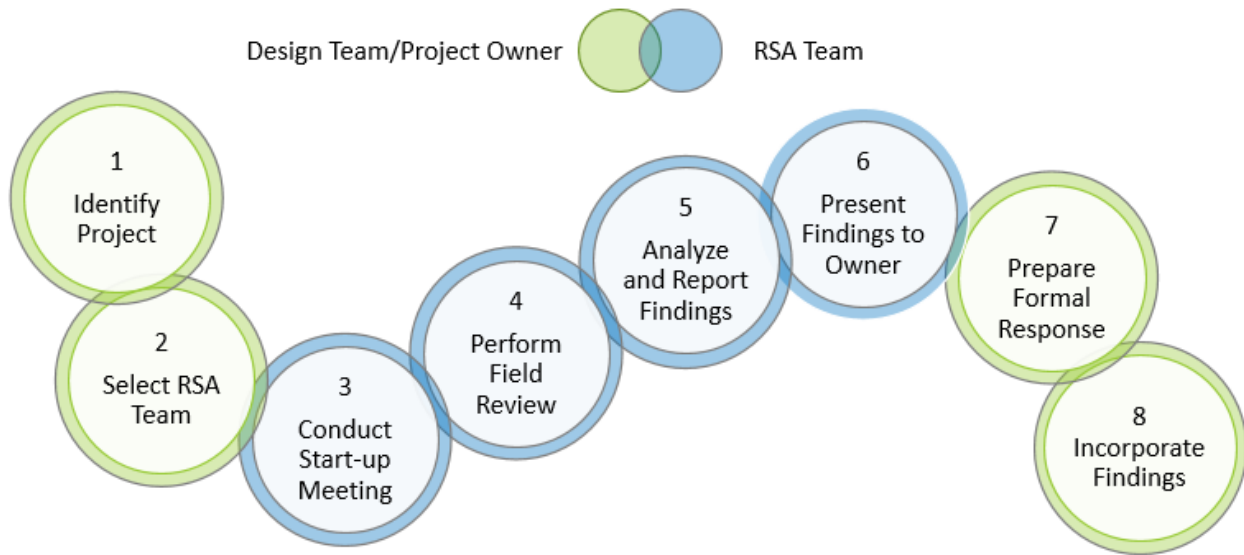 Design Team/Project Owner
RSA Team
1
Identify
Project
2
Select RSA
Team
3
Conduct
Start-up
Meeting
4
Perform
Field
Review
5
Analyze
and Report
Findings
6
Present
Findings to
Owner
7
Prepare
Formal
Response
8
Incorporate
Findings